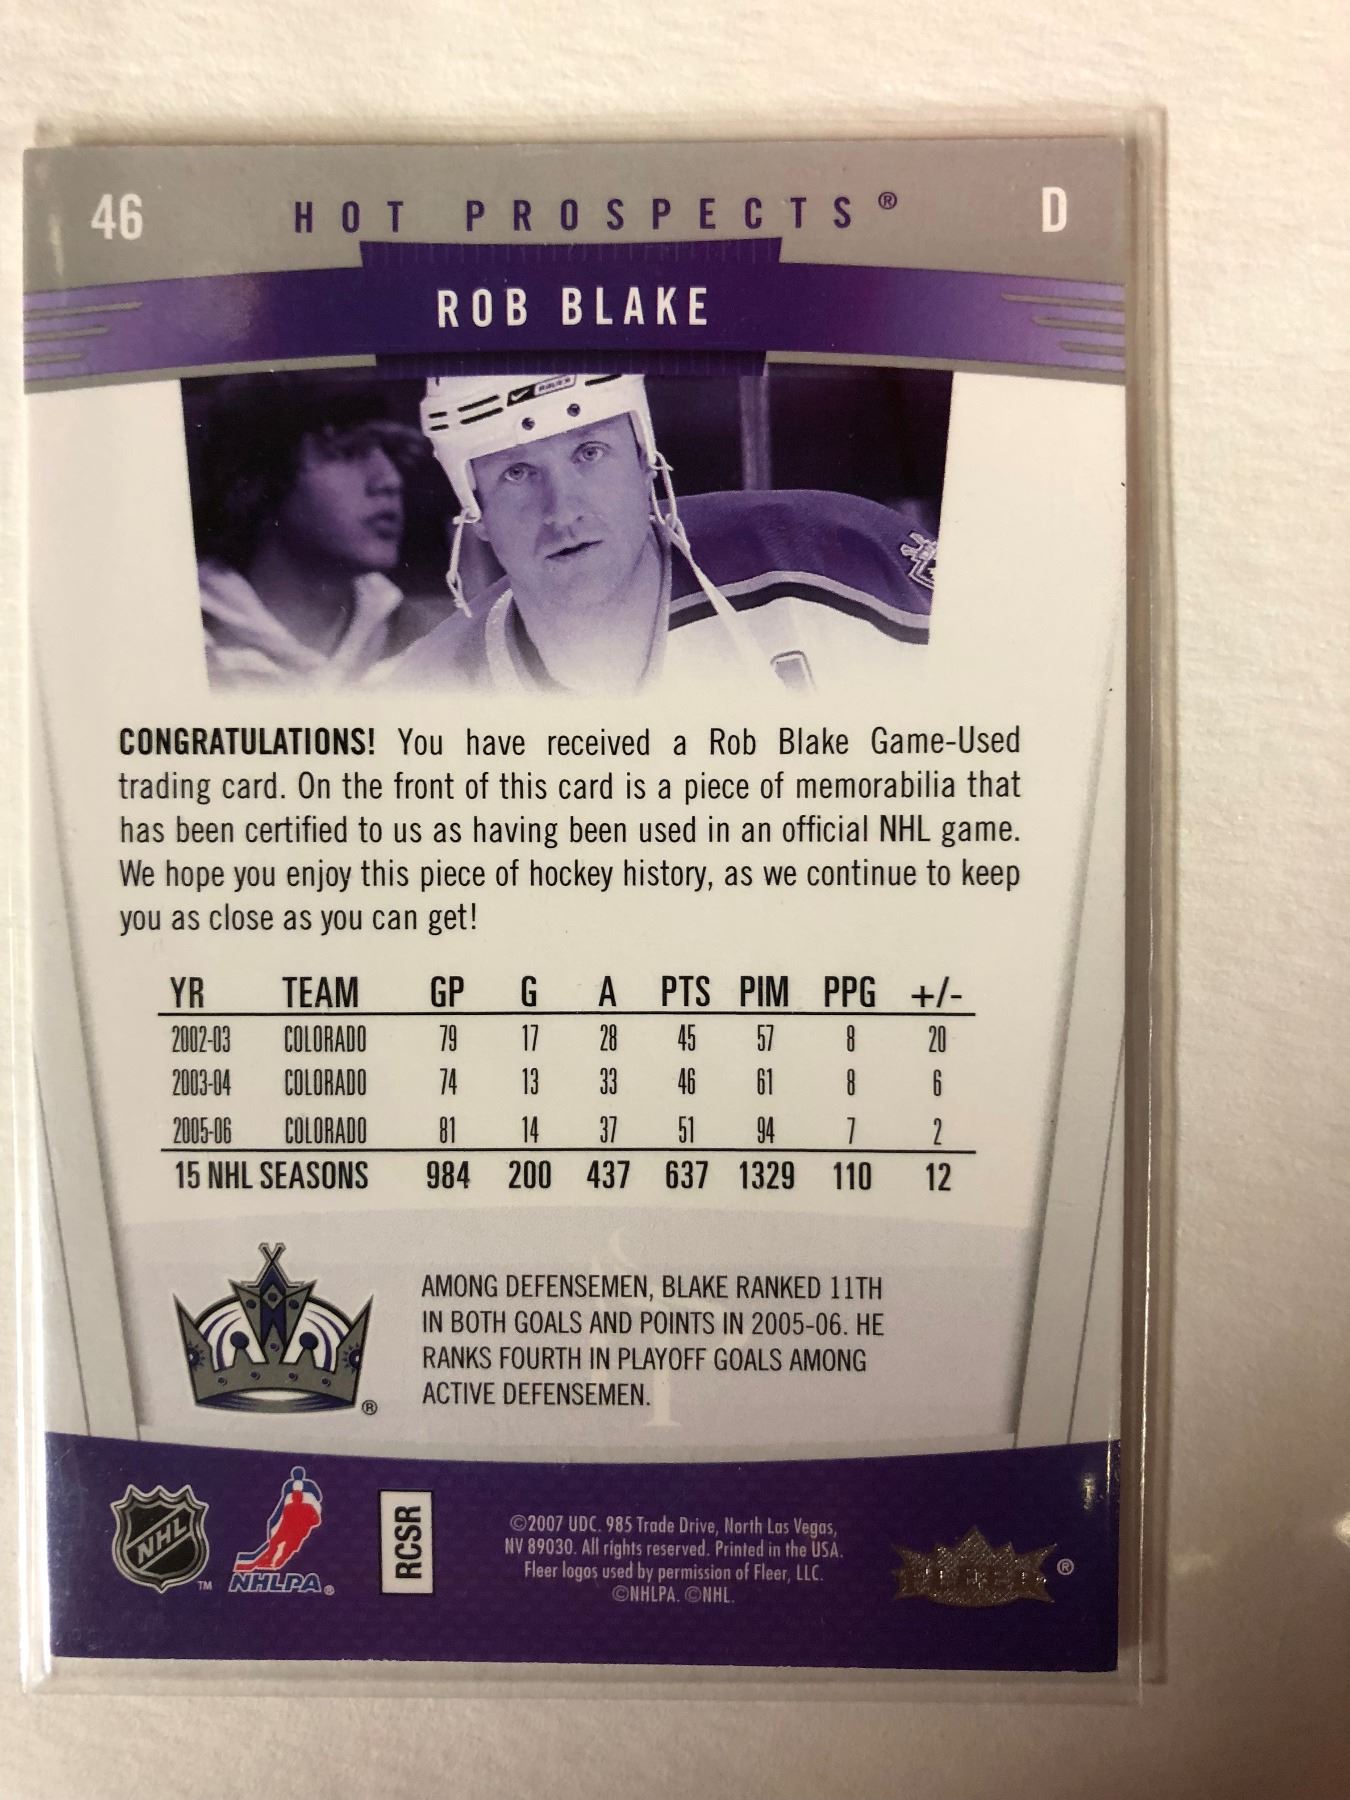 46 HOT PROSPECTS® D
ROB BLAKE
CONGRATULATIONS! You have received a Rob Blake Game-Used
trading card. On the front of this card is a piece of memorabilia that
has been certified to us as having been used in an official NHL game.
We hope you enjoy this piece of hockey history, as we continue to keep
you as close as you can get!
YR TEAM GP G A PTS PIM PPG +/-
2002-03 COLORADO 79 17 28 45 57 8 20
2003-04 COLORADO 74 13 33 46 61 8 6
2005-06 COLORADO 81 14 37 51 94 7 2
15 NHL SEASONS 984 200 437 637 1329 110 12
AMONG DEFENSEMEN, BLAKE RANKED 11TH
IN BOTH GOALS AND POINTS IN 2005-06. HE
RANKS FOURTH IN PLAYOFF GOALS AMONG
ACTIVE DEFENSEMEN.
®
NHL TM
NHLPA®
RCSR
©2007 UDC. 985 Trade Drive, North Las Vegas,
NV 89030. All rights reserved. Printed in the USA.
Fleer logos used by permission of Fleer, LLC.
©NHLPA. ©NHL.
FLEER ®